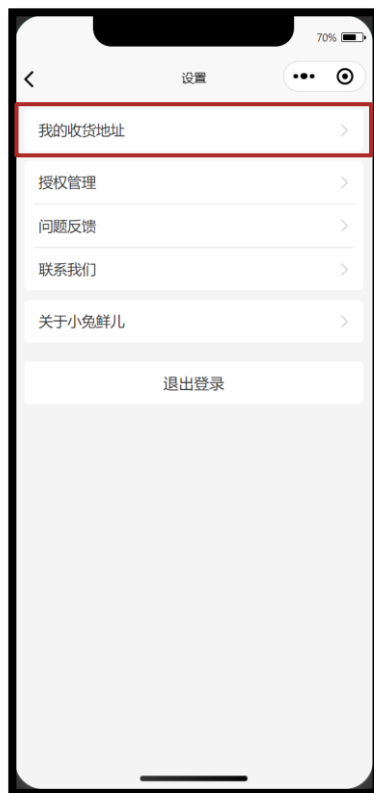 70%
设置
我的收货地址
授权管理
问题反馈
联系我们
关于小兔鲜儿
退出登录